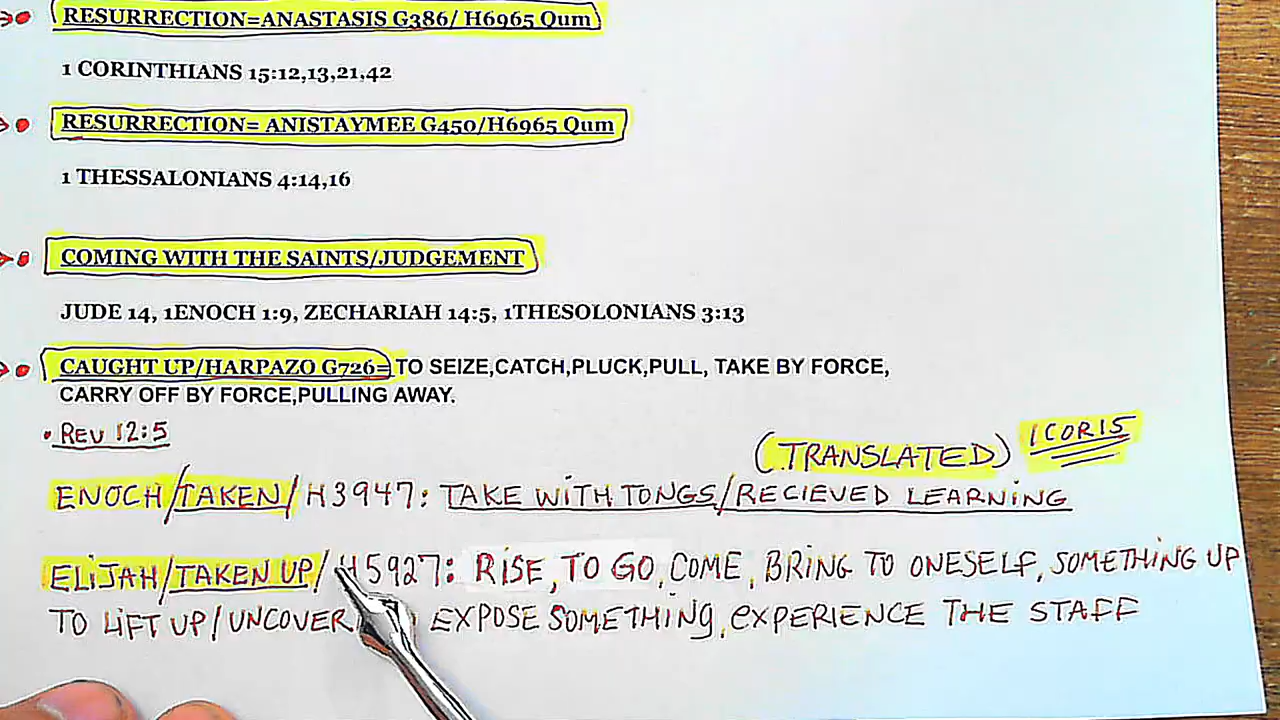 RESURRECTION=ANASTASIS G386/ H6965 Qum
1 CORINTHIANS 15:12,13,21,42
RESURRECTION= ANISTAYMEE G450/H6965 Qum
1 THESSALONIANS 4:14,16
COMING WITH THE SAINTS/JUDGEMENT
JUDE 14, 1ENOCH 1:9, ZECHARIAH 14:5, 1THESOLONIANS 3:13
CAUGHT UP/HARPAZO G726= TO SEIZE,CATCH,PLUCK,PULL, TAKE BY FORCE,
CARRY OFF BY FORCE,PULLING AWAY.
• REV 12:5
(TRANSLATED) 1COR15
ENOCH/TAKEN/H3947: TAKE WITH TONGS/RECIEVED LEARNING
ELIJAH/TAKEN UP/H5927: RISE, TO GO, COME, BRING TO ONESELF, SOMETHING UP
TO LIFT UP/UNCOVER EXPOSE SOMETHING, EXPERIENCE THE STAFF